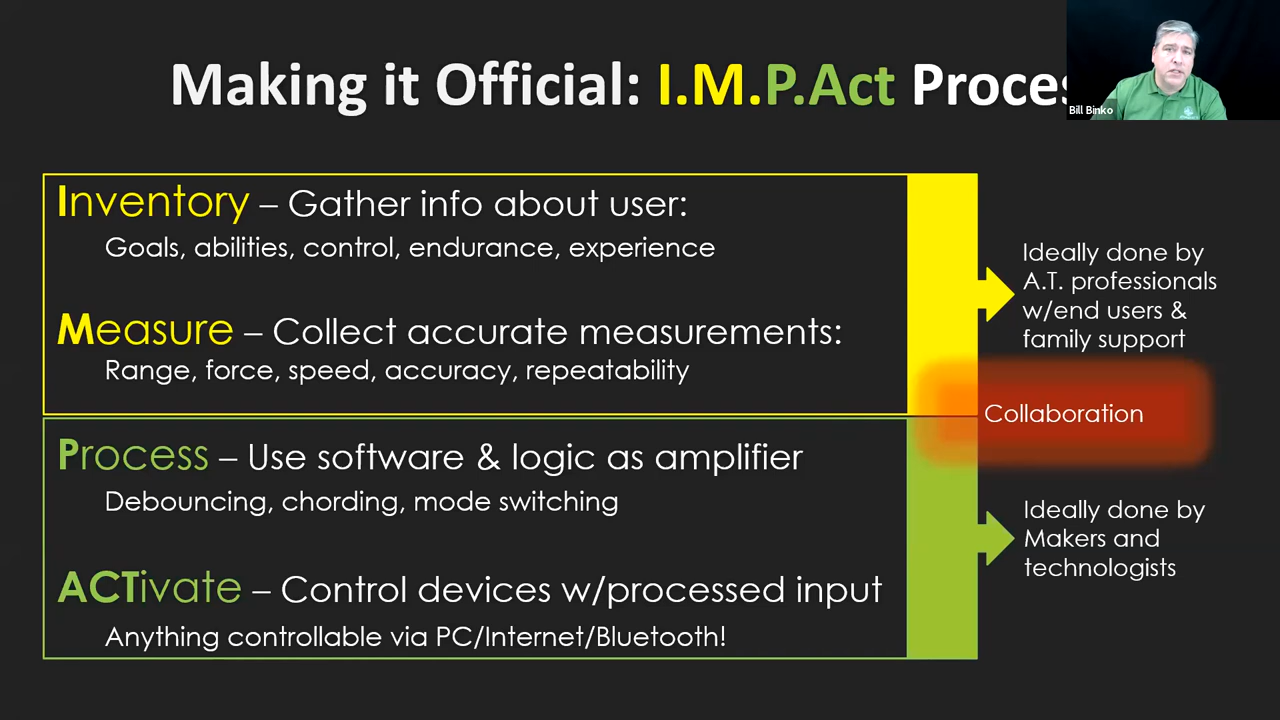 Making it Official: I.M.P.Act Proces
Bill Binko
Inventory – Gather info about user:
Goals, abilities, control, endurance, experience
Measure – Collect accurate measurements:
Range, force, speed, accuracy, repeatability
Ideally done by
A.T. professionals
w/end users &
family support
Collaboration
Process – Use software & logic as amplifier
Debouncing, chording, mode switching
ACTivate – Control devices w/processed input
Anything controllable via PC/Internet/Bluetooth!
Ideally done by
Makers and
technologists